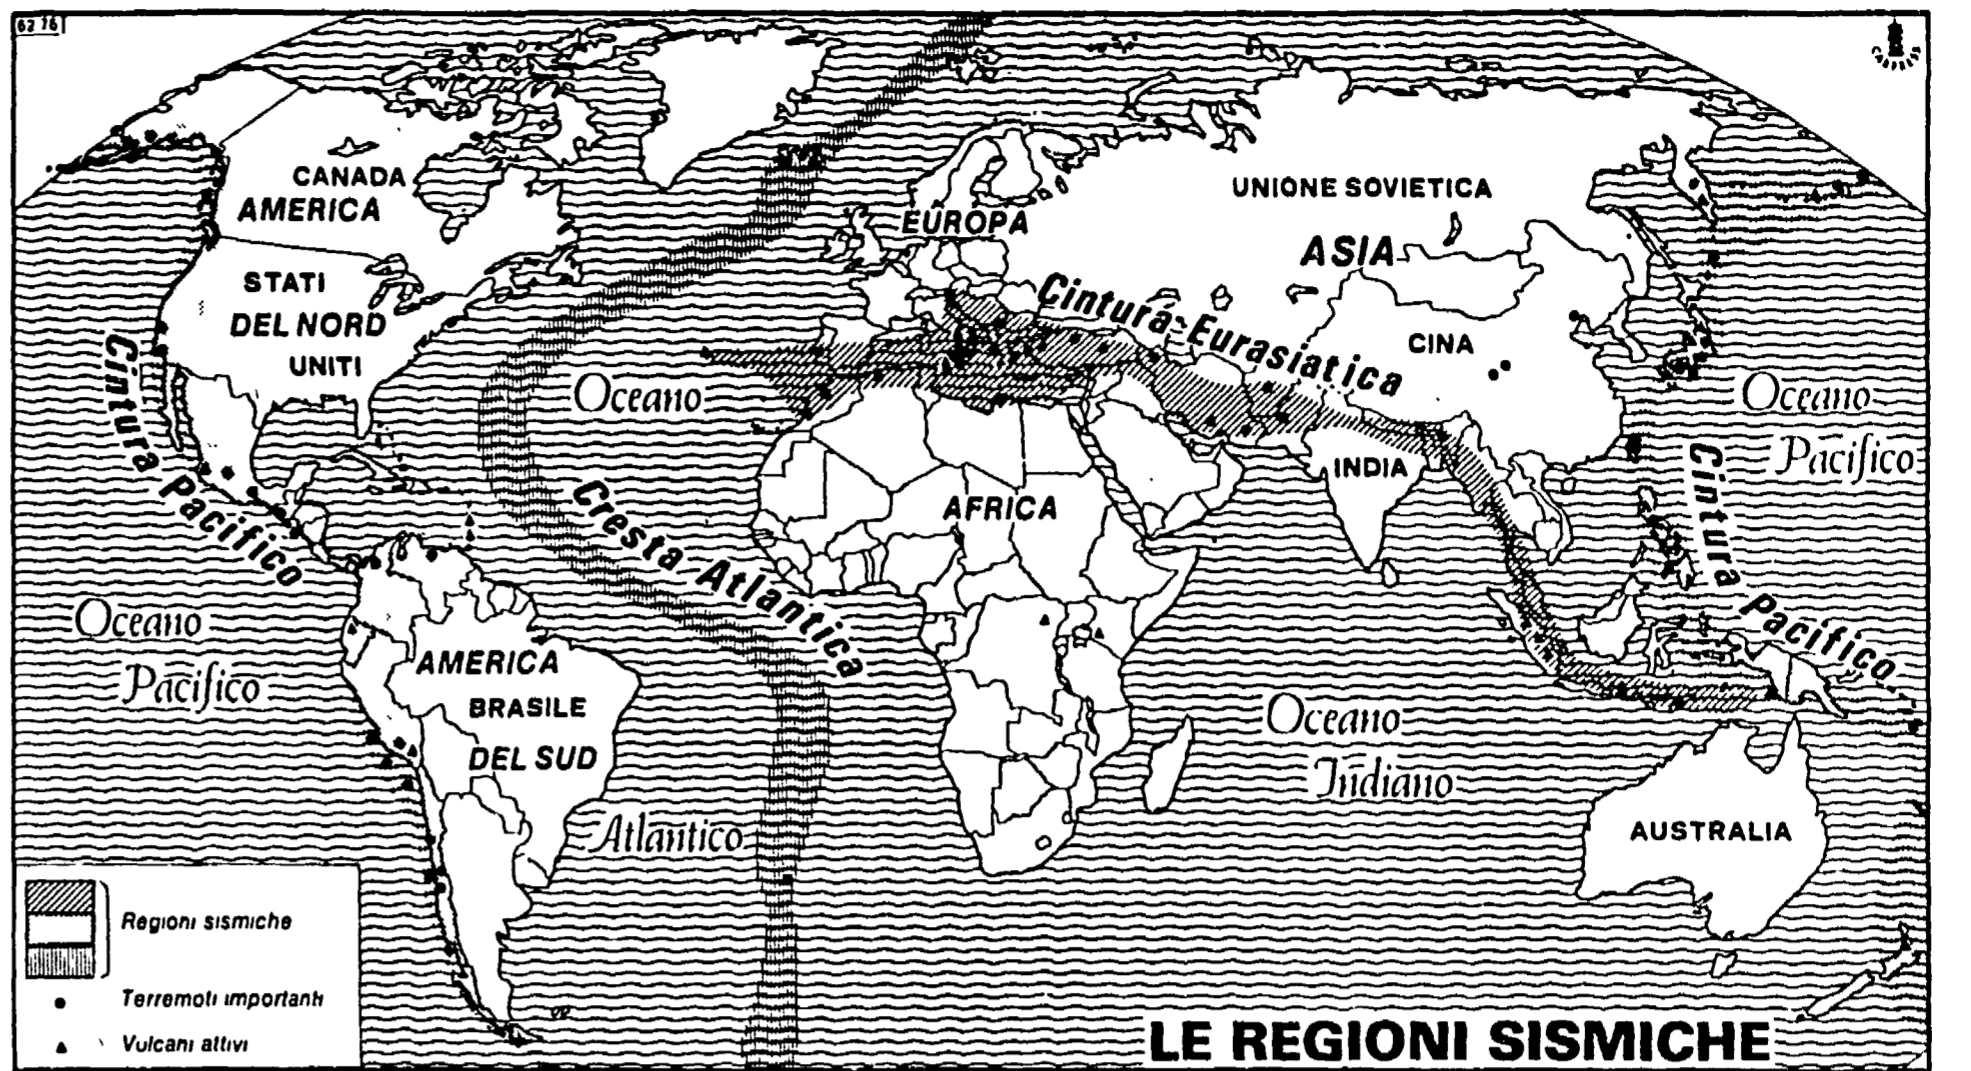 62 76
CANADA
AMERICA
STATI
DEL NORD
UNITI
EUROPA
UNIONE SOVIETICA
ASIA
Cintura Eurasiatica
CINA
Cintura Pacifico
Oceano
Oceano
Pacifico
Cintura Pacifico
INDIA
AFRICA
Cresta Atlantica
Oceano
Pacifico
AMERICA
BRASILE
DEL SUD
Atlantico
Oceano
Indiano
AUSTRALIA
Regioni sismiche
Terremoti importanti
Vulcani attivi
LE REGIONI SISMICHE